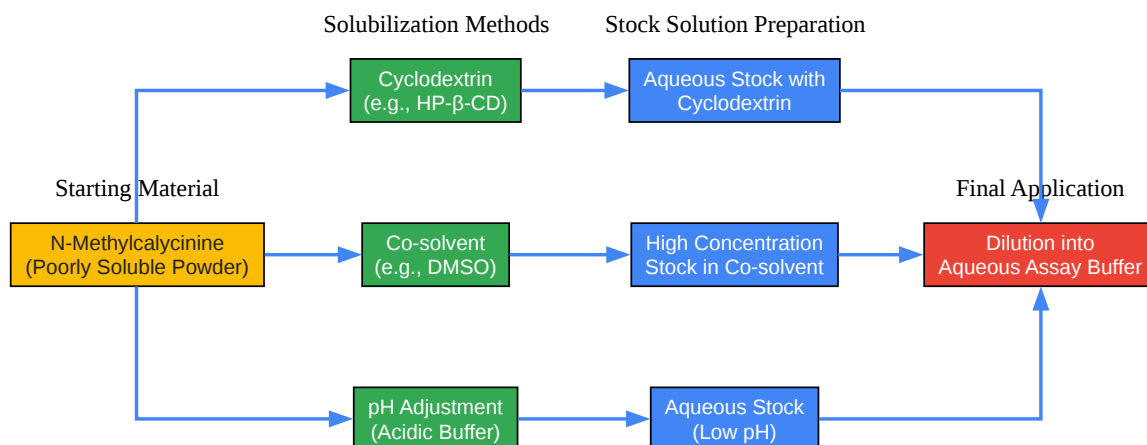 Solubilization Methods
Stock Solution Preparation
Cyclodextrin
(e.g., HP-β-CD)
Aqueous Stock with
Cyclodextrin
Starting Material
Final Application
N-Methylcalycinine
(Poorly Soluble Powder)
Co-solvent
(e.g., DMSO)
High Concentration
Stock in Co-solvent
Dilution into
Aqueous Assay Buffer
pH Adjustment
(Acidic Buffer)
Aqueous Stock
(Low pH)